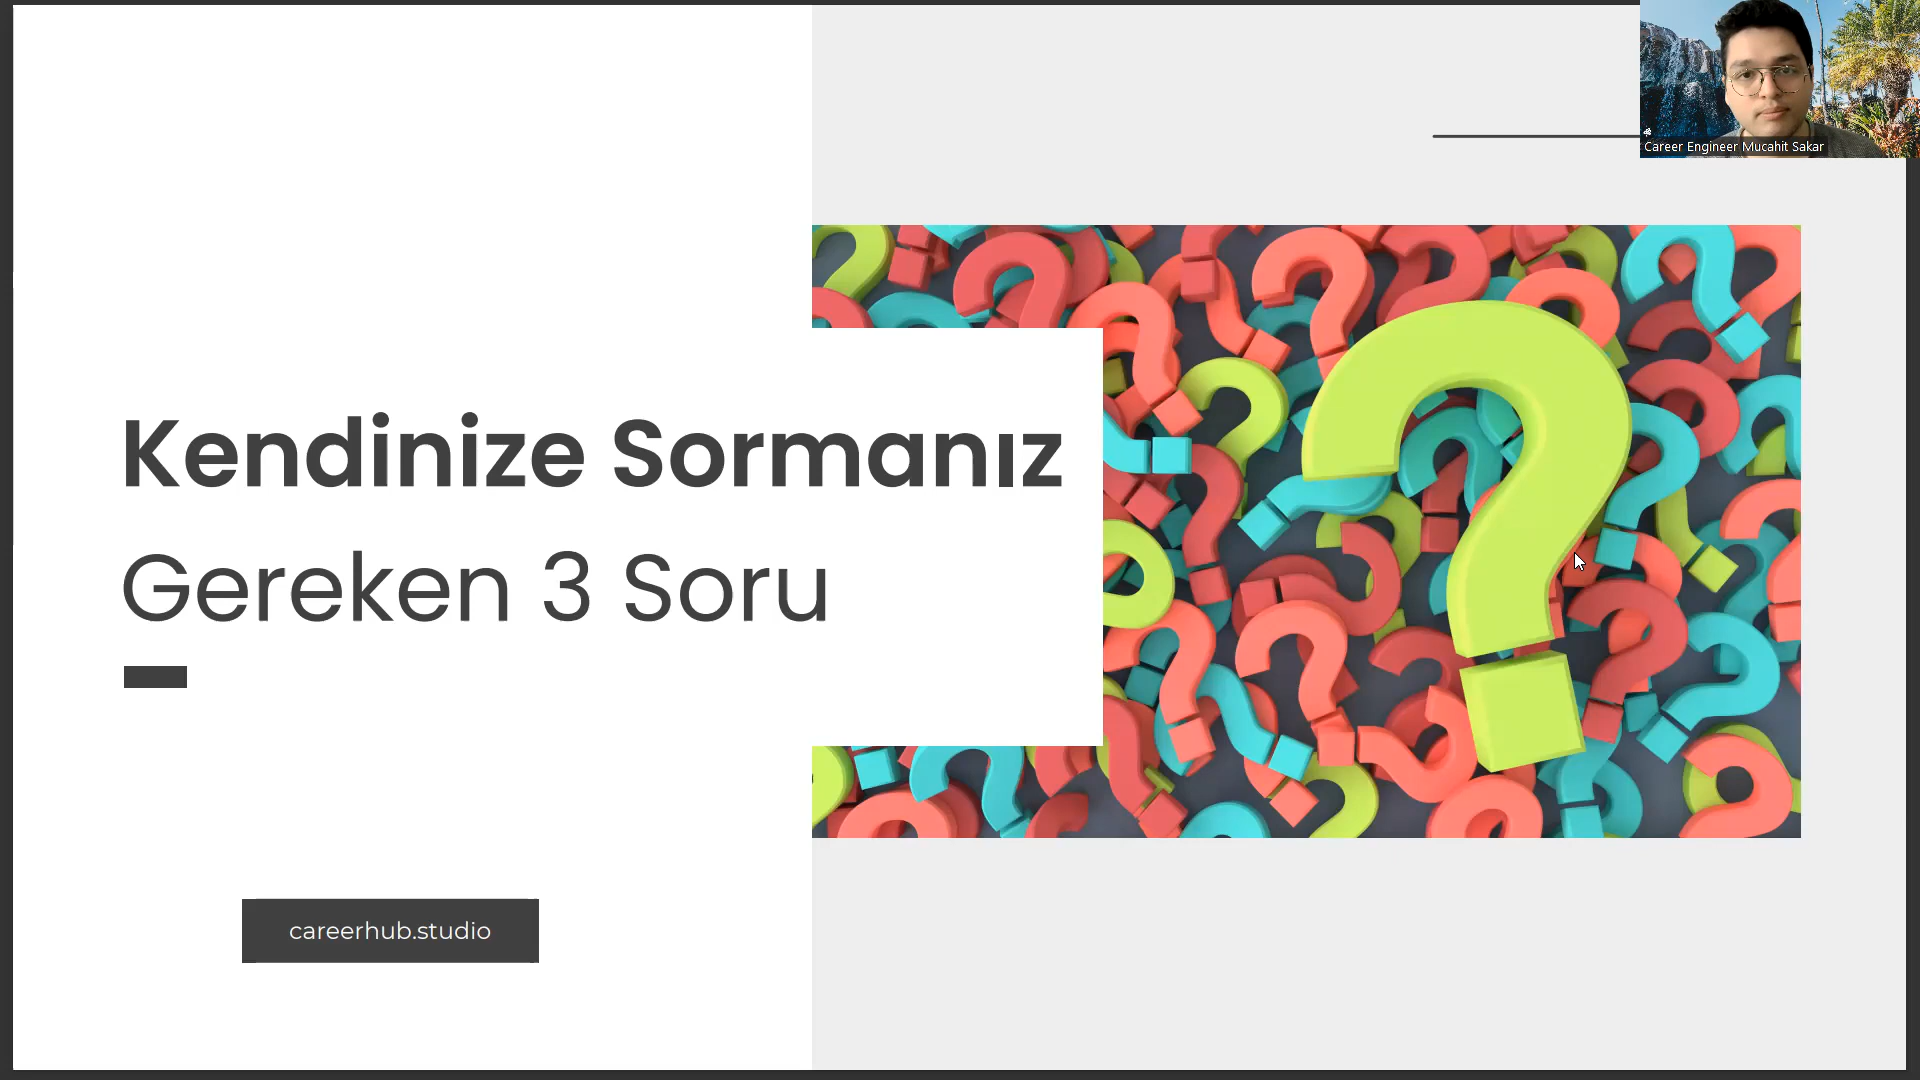 Career Engineer Mucahit Sakar
Kendinize Sormanız
Gereken 3 Soru
careerhub.studio